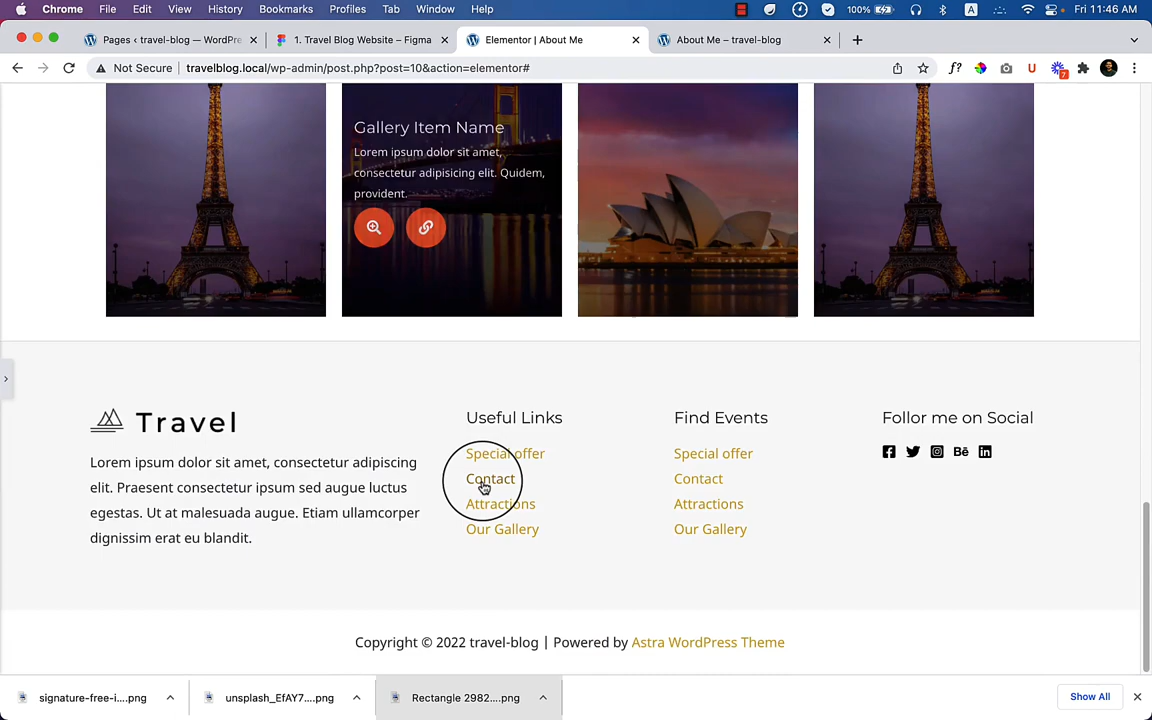 Chrome File Edit View History Bookmarks Profiles Tab Window Help 100% A Fri 11:46 AM
Pages ‹ travel-blog — WordPre
1. Travel Blog Website – Figma
Elementor | About Me
About Me – travel-blog
Not Secure travelblog.local/wp-admin/post.php?post=10&action=elementor#
f? U 7
Gallery Item Name
Lorem ipsum dolor sit amet,
consectetur adipisicing elit. Quidem,
provident.
Travel
Lorem ipsum dolor sit amet, consectetur adipiscing
elit. Praesent consectetur ipsum sed augue luctus
egestas. Ut at malesuada augue. Etiam ullamcorper
dignissim erat eu blandit.
Useful Links
Special offer
Contact
Attractions
Our Gallery
Find Events
Special offer
Contact
Attractions
Our Gallery
Follor me on Social
Bē
Copyright © 2022 travel-blog | Powered by Astra WordPress Theme
signature-free-i....png
unsplash_EfAY7....png
Rectangle 2982....png
Show All